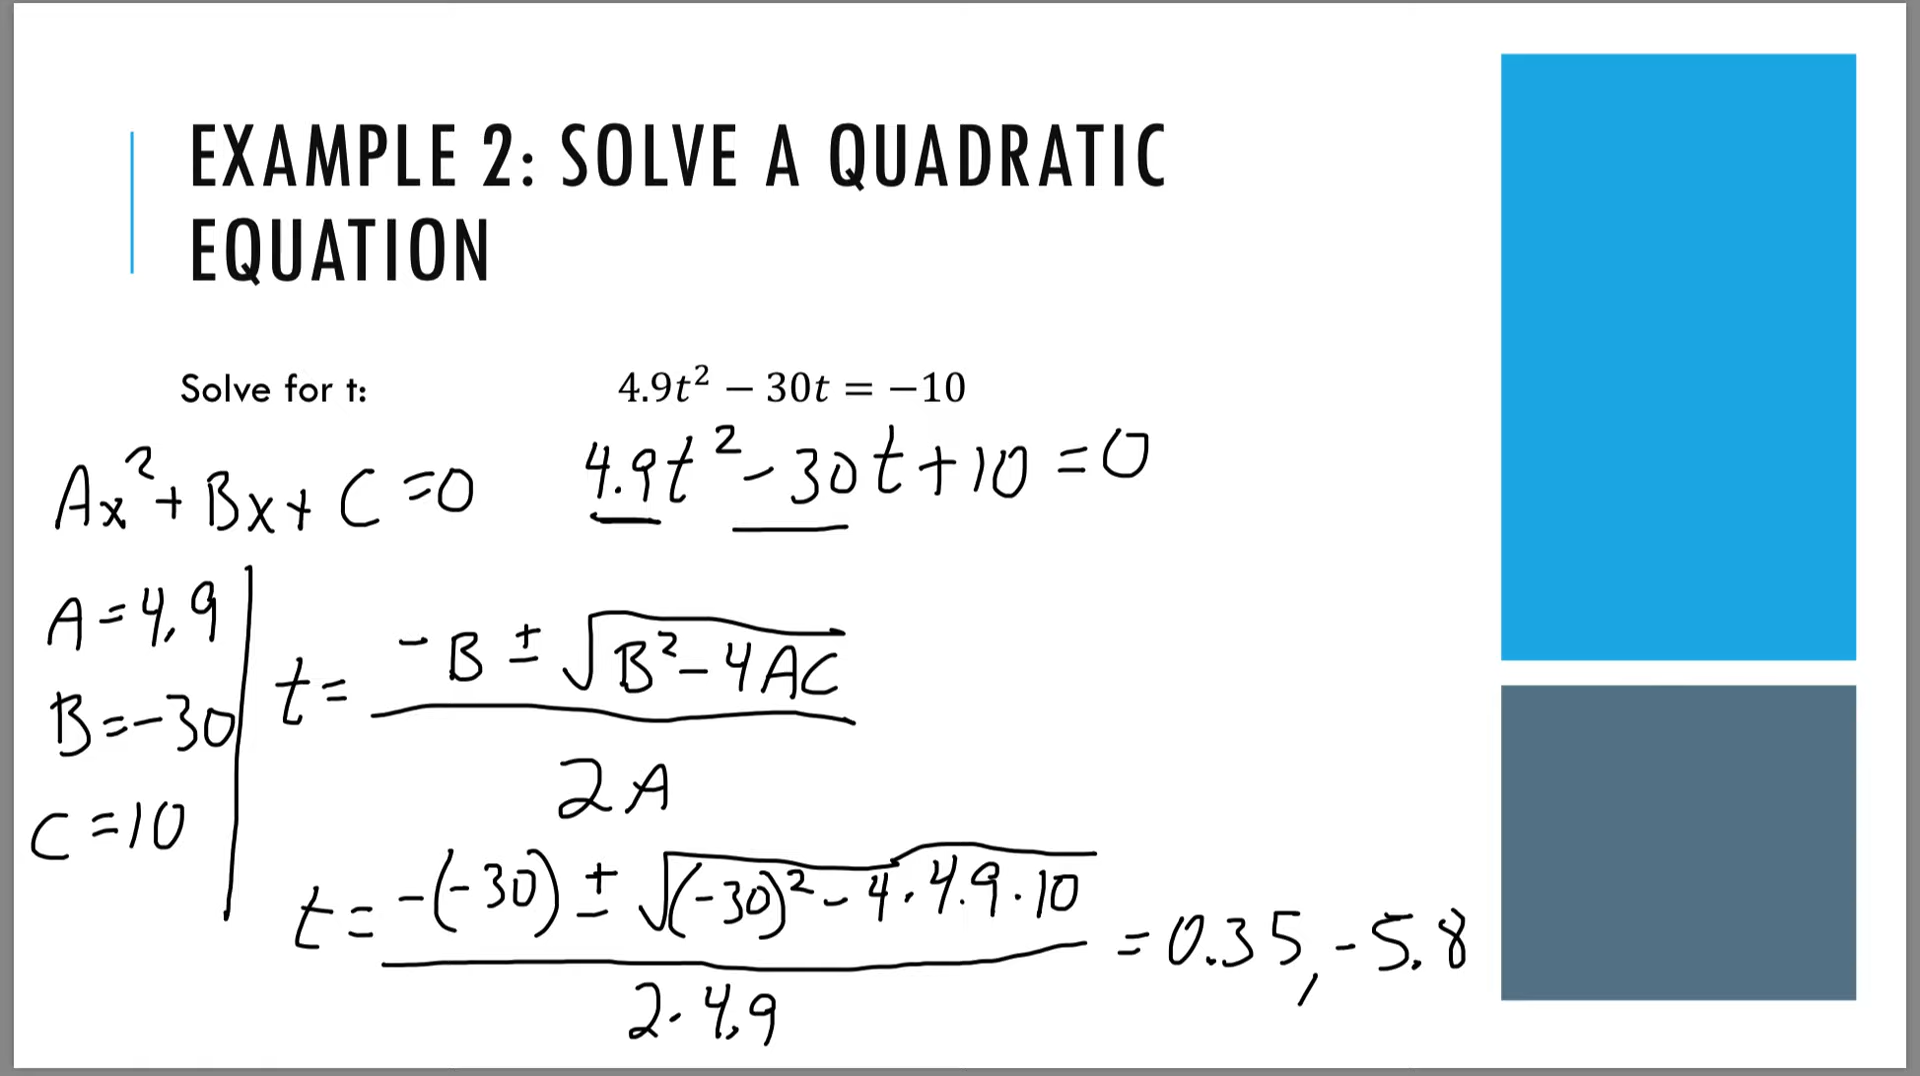 EXAMPLE 2: SOLVE A QUADRATIC
EQUATION
Solve for t: 4.9t² − 30t = −10
Ax² + Bx + C = 0 4.9t² - 30t + 10 = 0
A = 4.9
B = -30
C = 10
t = -B ± √B² - 4AC
2A
t = -(-30) ± √(-30)² - 4 · 4.9 · 10 = 0.35, -5.8
2 · 4.9